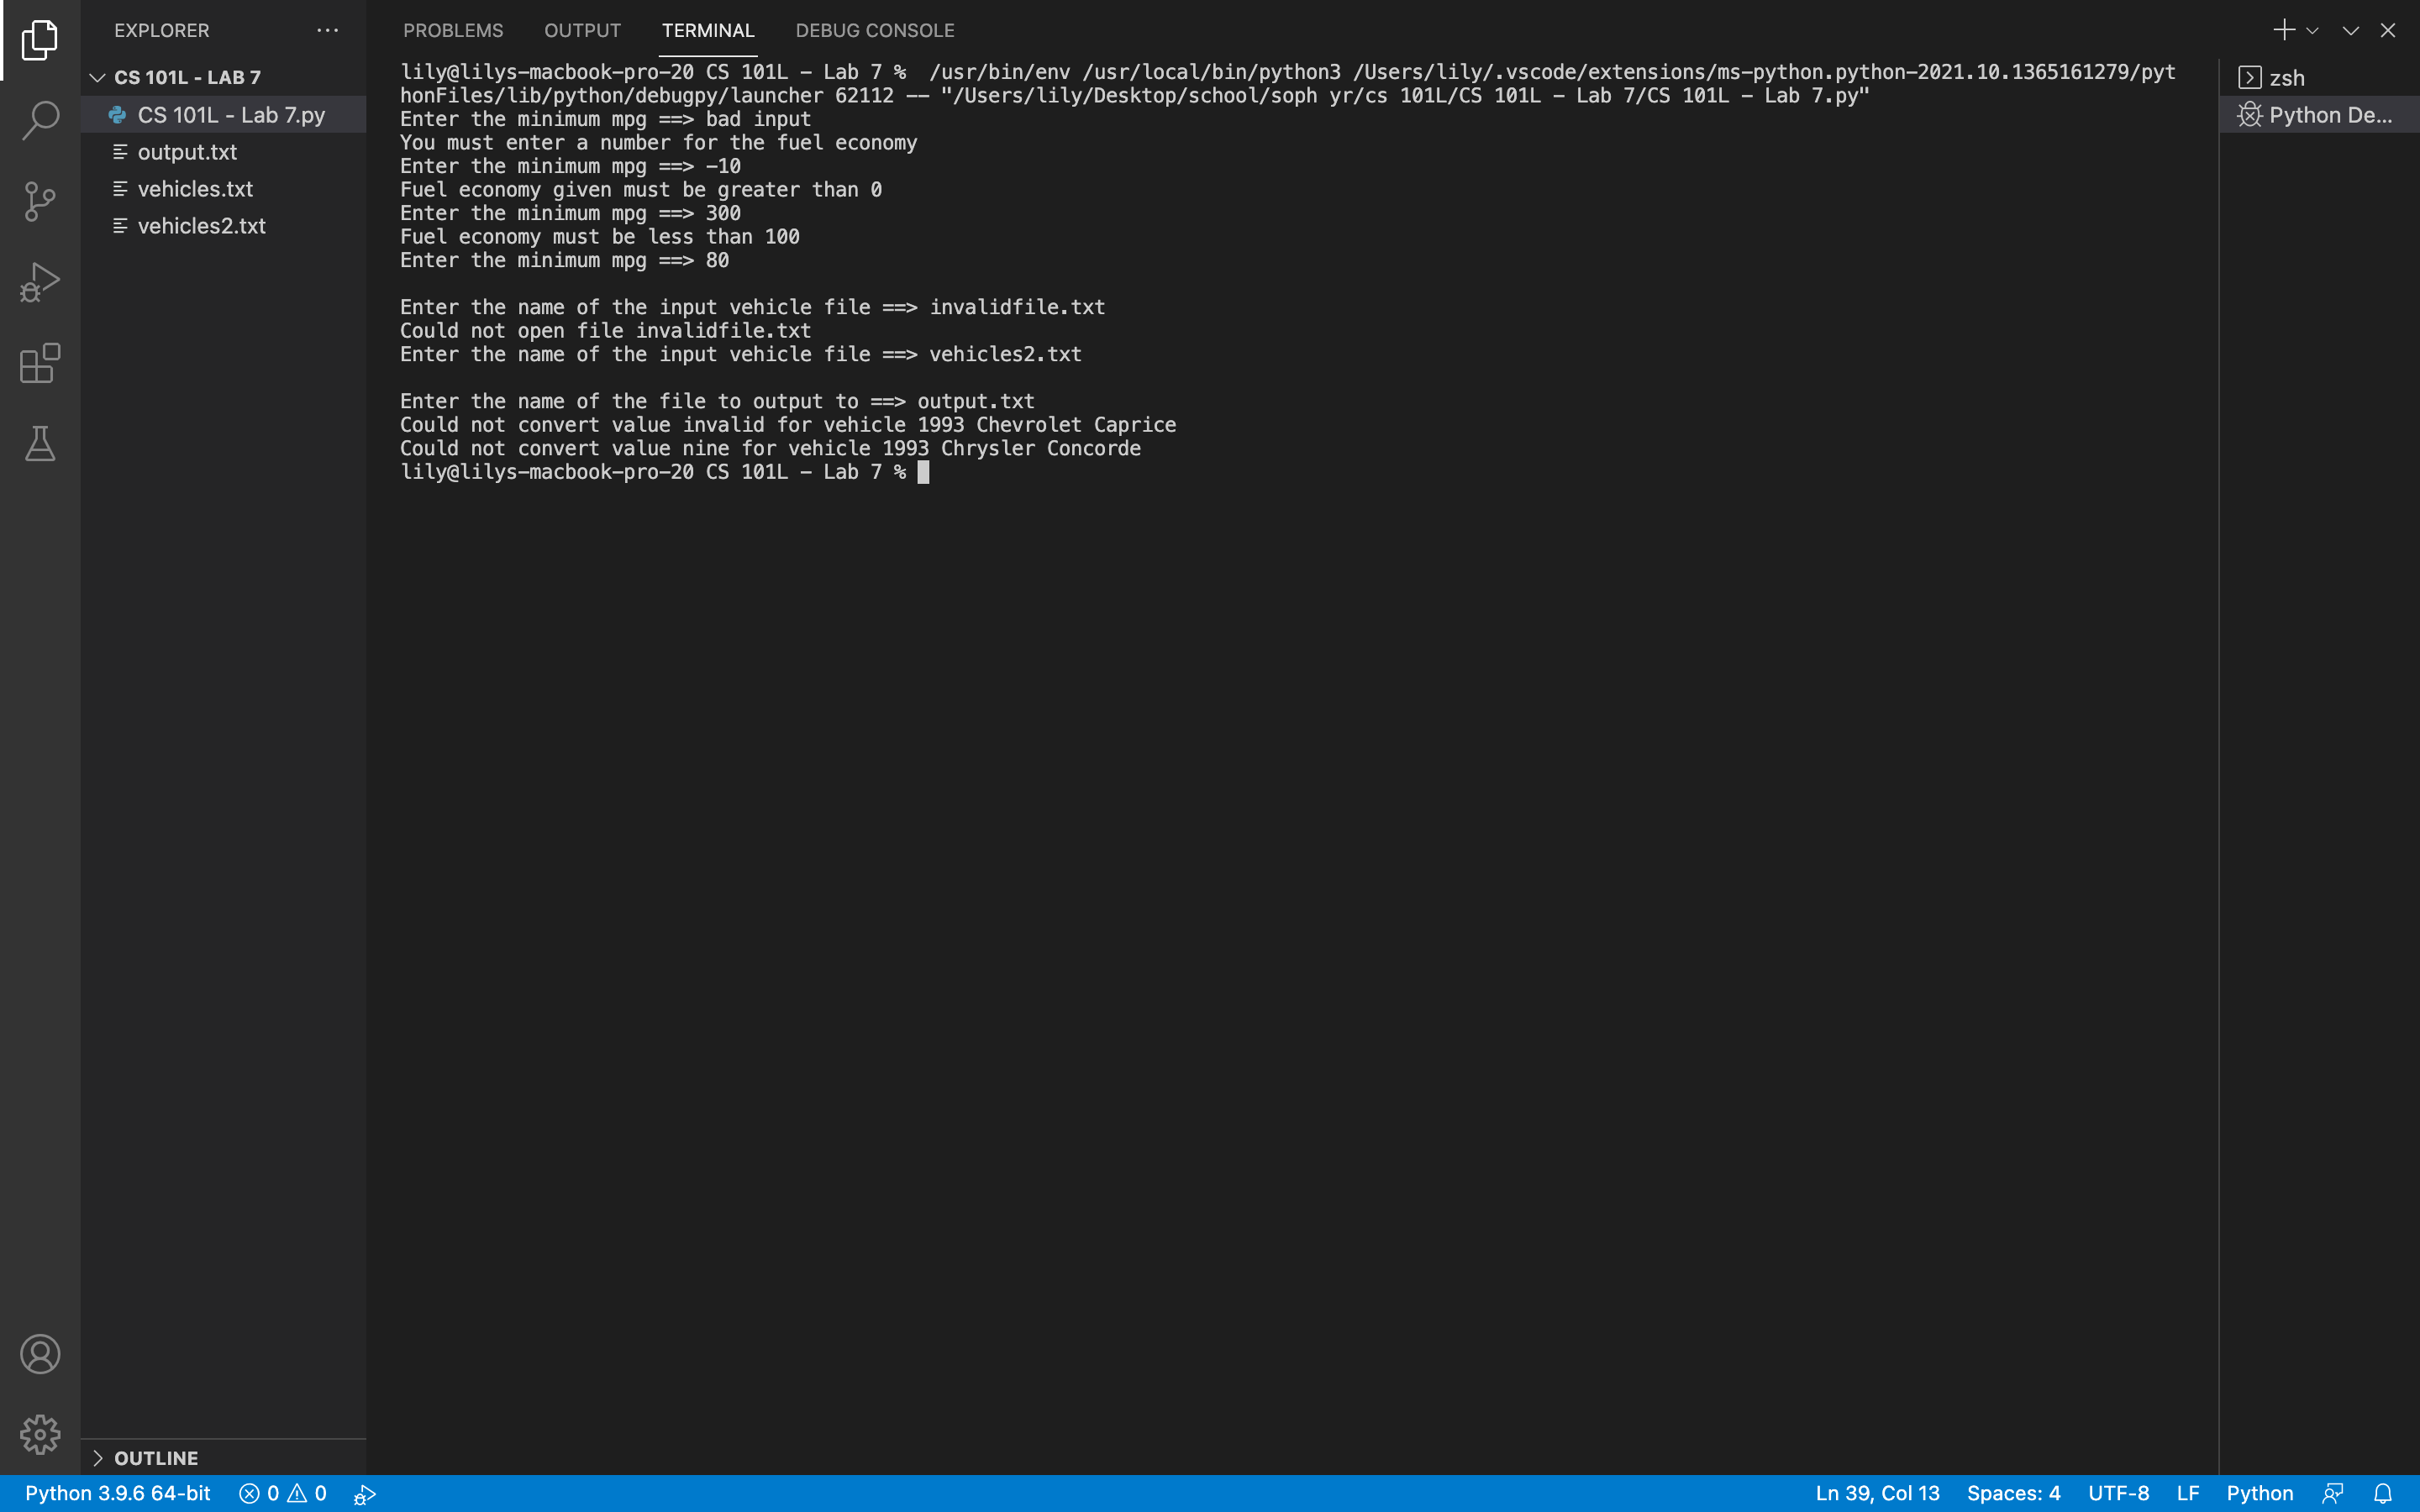 EXPLORER
CS 101L - LAB 7
CS 101L - Lab 7.py
output.txt
vehicles.txt
vehicles2.txt
OUTLINE
PROBLEMS OUTPUT TERMINAL DEBUG CONSOLE
lily@lilys-macbook-pro-20 CS 101L - Lab 7 %  /usr/bin/env /usr/local/bin/python3 /Users/lily/.vscode/extensions/ms-python.python-2021.10.1365161279/pyt
honFiles/lib/python/debugpy/launcher 62112 -- "/Users/lily/Desktop/school/soph yr/cs 101L/CS 101L - Lab 7/CS 101L - Lab 7.py"
Enter the minimum mpg ==> bad input
You must enter a number for the fuel economy
Enter the minimum mpg ==> -10
Fuel economy given must be greater than 0
Enter the minimum mpg ==> 300
Fuel economy must be less than 100
Enter the minimum mpg ==> 80
Enter the name of the input vehicle file ==> invalidfile.txt
Could not open file invalidfile.txt
Enter the name of the input vehicle file ==> vehicles2.txt
Enter the name of the file to output to ==> output.txt
Could not convert value invalid for vehicle 1993 Chevrolet Caprice
Could not convert value nine for vehicle 1993 Chrysler Concorde
lily@lilys-macbook-pro-20 CS 101L - Lab 7 %
zsh
Python De...
Python 3.9.6 64-bit 0 0 Ln 39, Col 13 Spaces: 4 UTF-8 LF Python